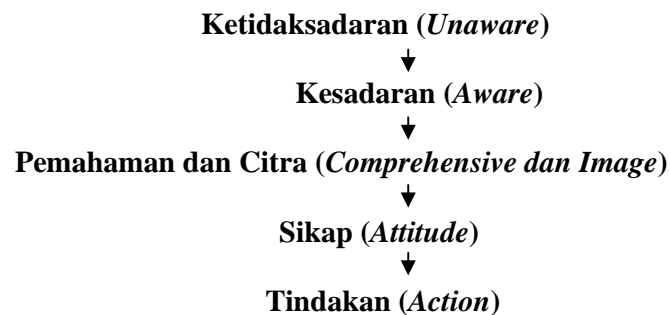 Ketidaksadaran (Unaware)
Kesadaran (Aware)
Pemahaman dan Citra (Comprehensive dan Image)
Sikap (Attitude)
Tindakan (Action)